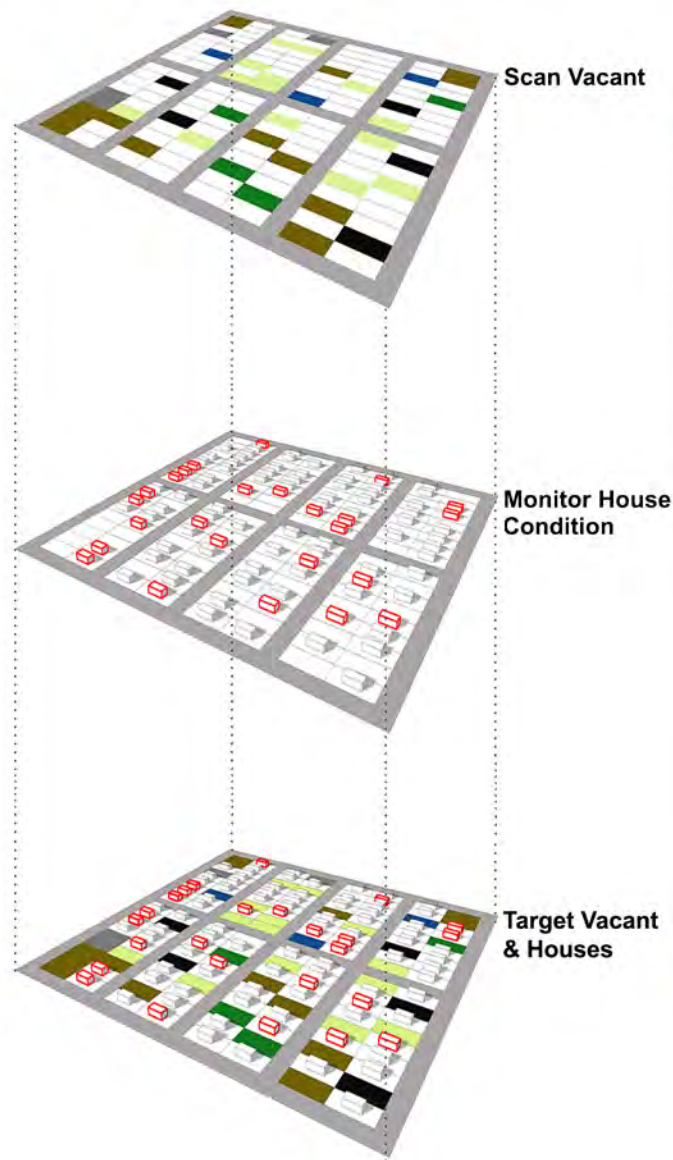 Scan Vacant
Monitor House
Condition
Target Vacant
& Houses